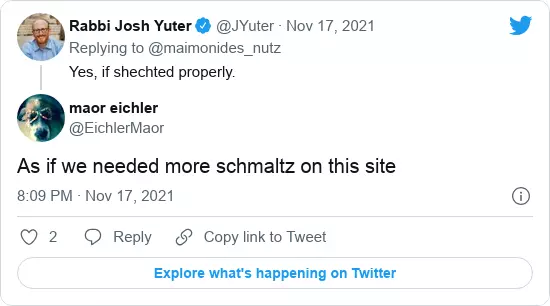 Rabbi Josh Yuter @JYuter · Nov 17, 2021
Replying to @maimonides_nutz
Yes, if shechted properly.
maor eichler
@EichlerMaor
As if we needed more schmaltz on this site
8:09 PM · Nov 17, 2021
2 Reply Copy link to Tweet
Explore what's happening on Twitter